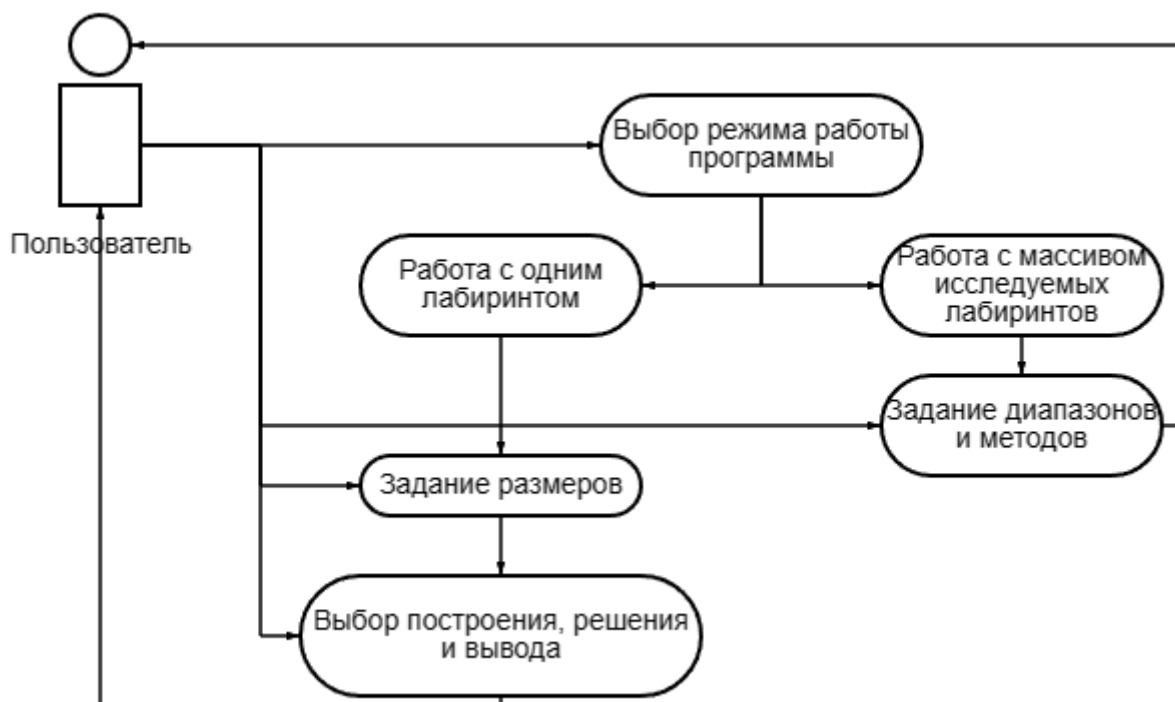 Выбор режима работы
программы
Пользователь
Работа с одним
лабиринтом
Работа с массивом
исследуемых
лабиринтов
Задание диапазонов
и методов
Задание размеров
Выбор построения, решения
и вывода